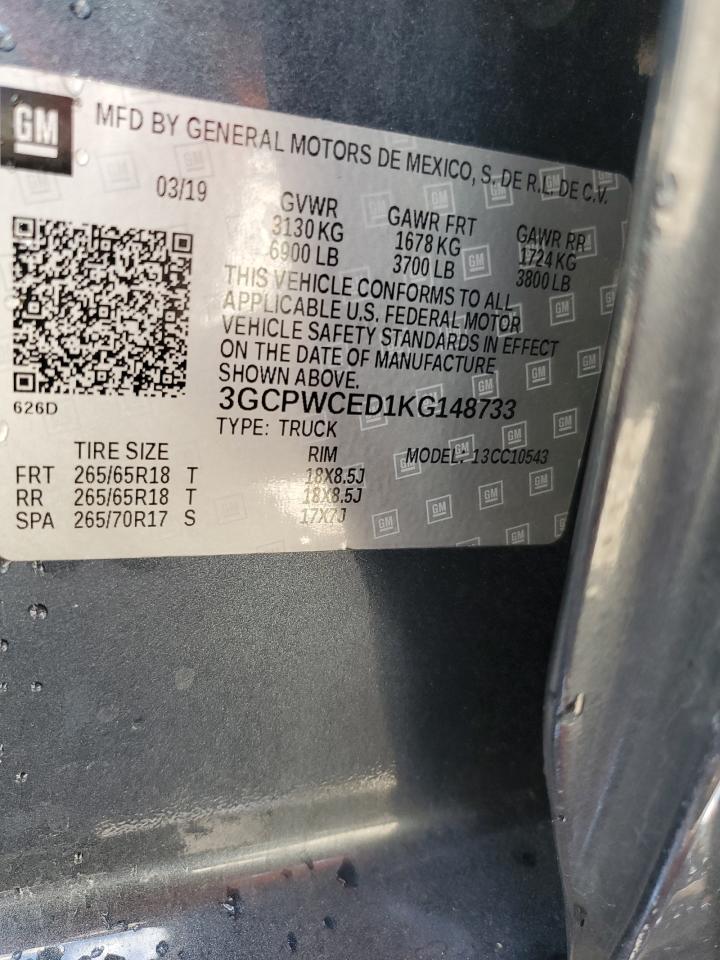 GM
MFD BY GENERAL MOTORS DE MEXICO, S. DE R.L. DE C.V.
03/19
GVWR GAWR FRT GAWR RR
3130 KG 1678 KG 1724 KG
6900 LB 3700 LB 3800 LB
THIS VEHICLE CONFORMS TO ALL
APPLICABLE U.S. FEDERAL MOTOR
VEHICLE SAFETY STANDARDS IN EFFECT
ON THE DATE OF MANUFACTURE
SHOWN ABOVE.
626D
3GCPWCED1KG148733
TYPE: TRUCK
TIRE SIZE RIM MODEL: 13CC10543
FRT 265/65R18 T 18X8.5J
RR 265/65R18 T 18X8.5J
SPA 265/70R17 S 17X7J